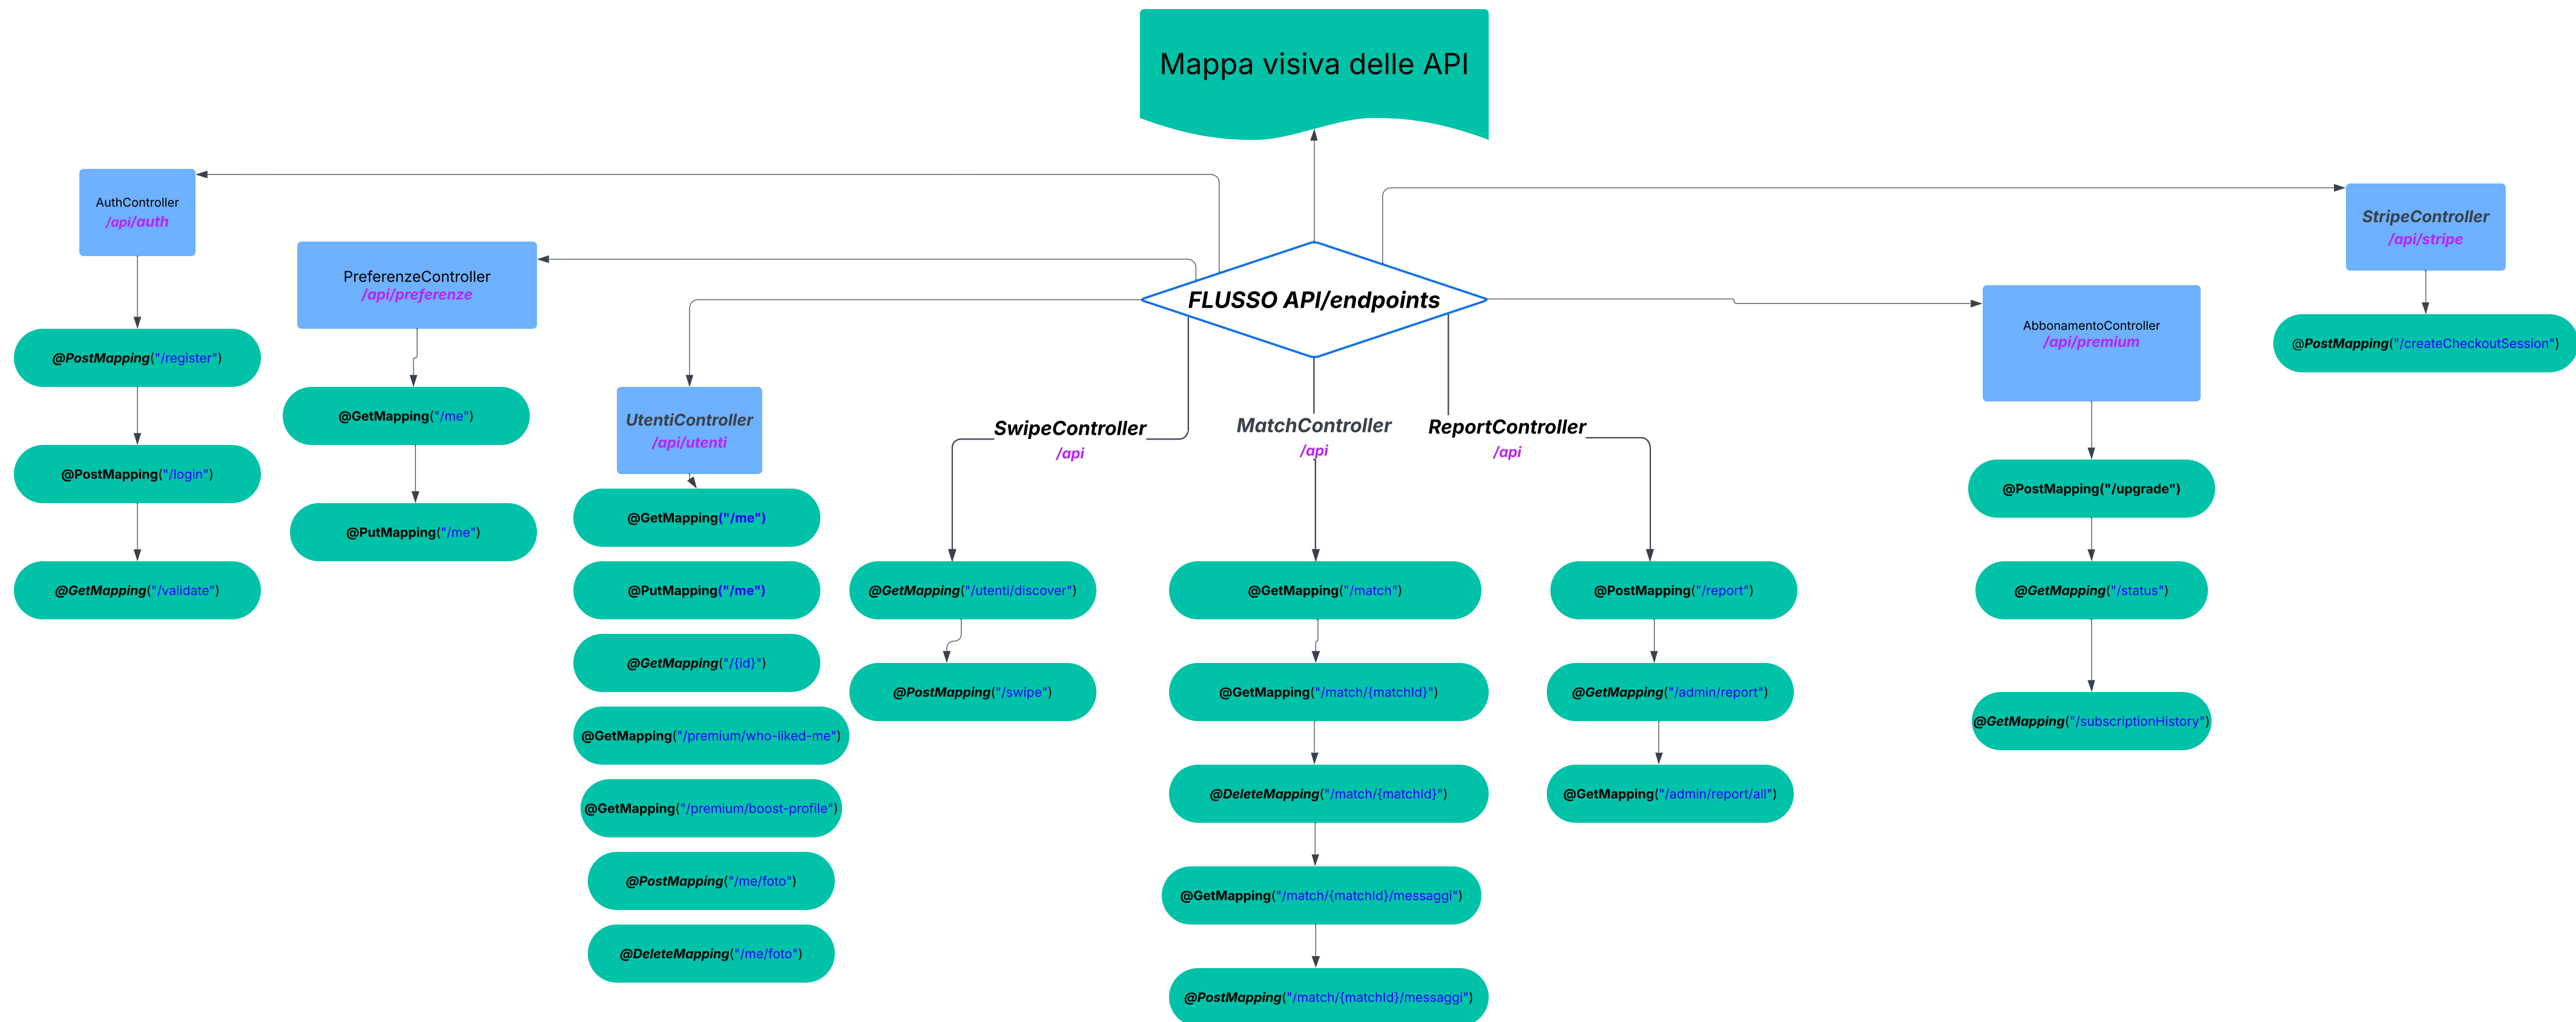 Mappa visiva delle API
FLUSSO API/endpoints
AuthController
/api/auth
@PostMapping("/register")
@PostMapping("/login")
@GetMapping("/validate")
PreferenzeController
/api/preferenze
@GetMapping("/me")
@PutMapping("/me")
UtentiController
/api/utenti
@GetMapping("/me")
@PutMapping("/me")
@GetMapping("/{id}")
@GetMapping("/premium/who-liked-me")
@GetMapping("/premium/boost-profile")
@PostMapping("/me/foto")
@DeleteMapping("/me/foto")
SwipeController
/api
@GetMapping("/utenti/discover")
@PostMapping("/swipe")
MatchController
/api
@GetMapping("/match")
@GetMapping("/match/{matchId}")
@DeleteMapping("/match/{matchId}")
@GetMapping("/match/{matchId}/messaggi")
@PostMapping("/match/{matchId}/messaggi")
ReportController
/api
@PostMapping("/report")
@GetMapping("/admin/report")
@GetMapping("/admin/report/all")
AbbonamentoController
/api/premium
@PostMapping("/upgrade")
@GetMapping("/status")
@GetMapping("/subscriptionHistory")
StripeController
/api/stripe
@PostMapping("/createCheckoutSession")